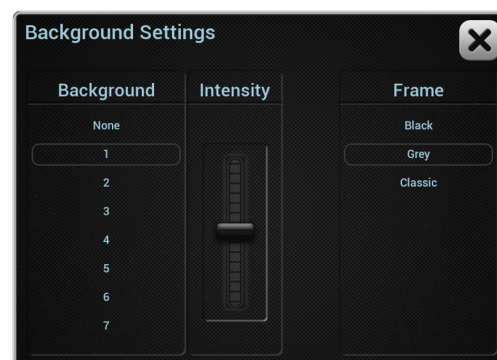 Background Settings
Background
Intensity
Frame
None
1
2
3
4
5
6
7
Black
Grey
Classic